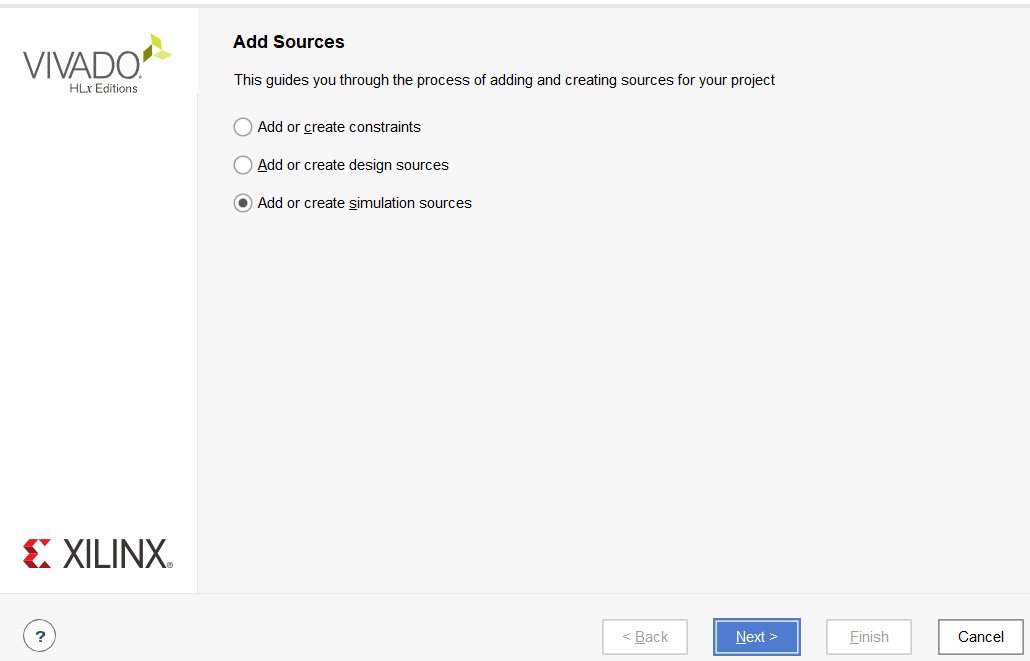 VIVADO.
HLx Editions
Add Sources
This guides you through the process of adding and creating sources for your project
Add or create constraints
Add or create design sources
Add or create simulation sources
XILINX®
?
< Back
Next >
Finish
Cancel